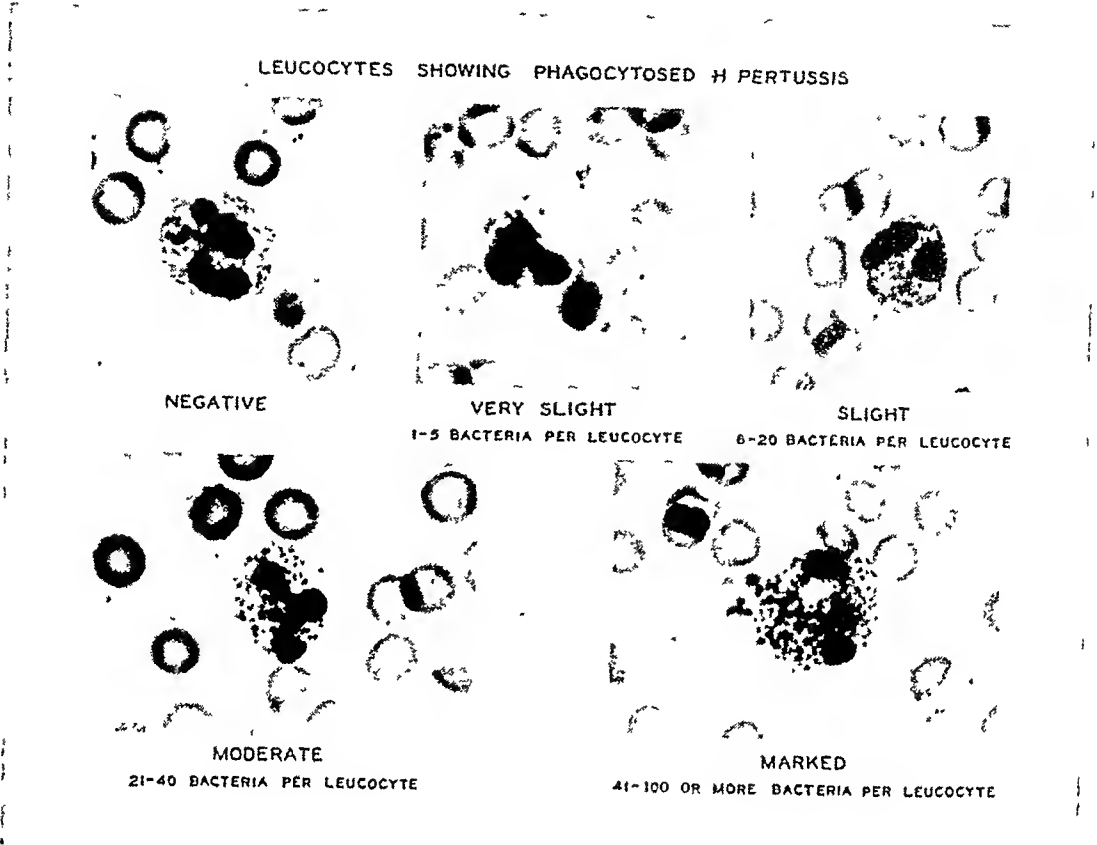 LEUCOCYTES SHOWING PHAGOCYTOSED H PERTUSSIS
NEGATIVE
VERY SLIGHT
1-5 BACTERIA PER LEUCOCYTE
SLIGHT
6-20 BACTERIA PER LEUCOCYTE
MODERATE
21-40 BACTERIA PER LEUCOCYTE
MARKED
41-100 OR MORE BACTERIA PER LEUCOCYTE